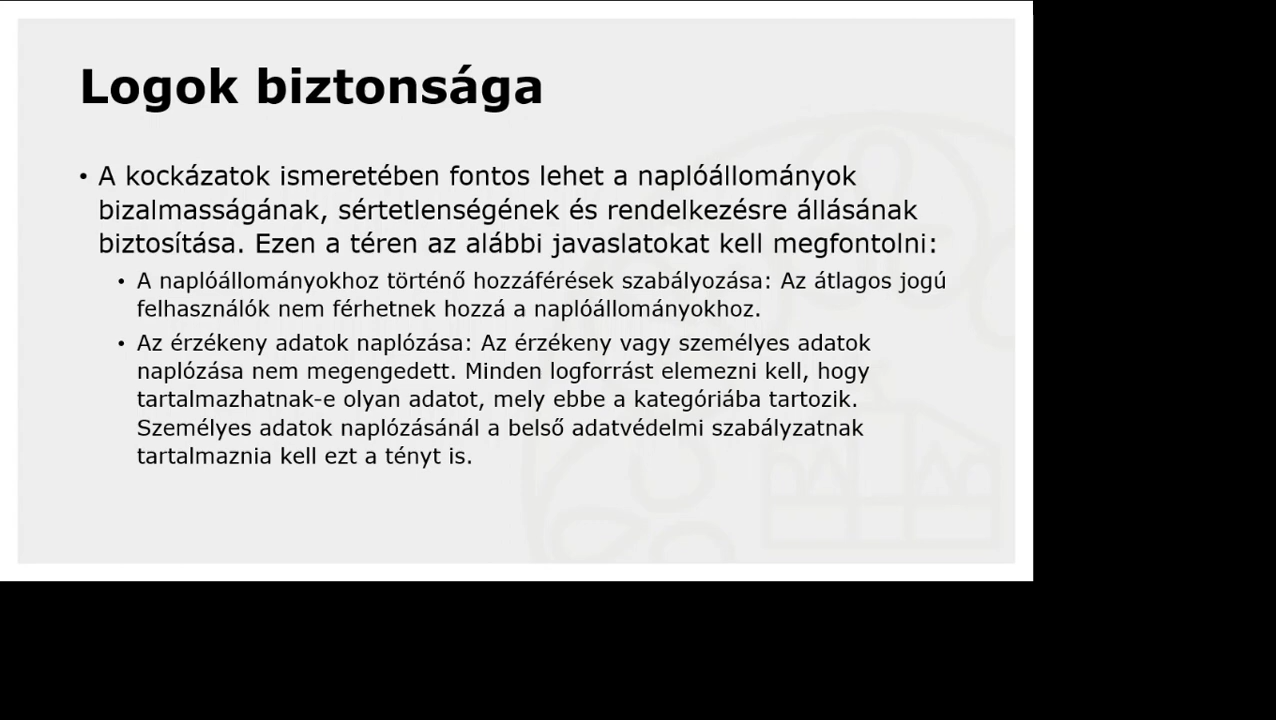 Logok biztonsága
• A kockázatok ismeretében fontos lehet a naplóállományok
bizalmasságának, sértetlenségének és rendelkezésre állásának
biztosítása. Ezen a téren az alábbi javaslatokat kell megfontolni:
• A naplóállományokhoz történő hozzáférések szabályozása: Az átlagos jogú
felhasználók nem férhetnek hozzá a naplóállományokhoz.
• Az érzékeny adatok naplózása: Az érzékeny vagy személyes adatok
naplózása nem megengedett. Minden logforrást elemezni kell, hogy
tartalmazhatnak-e olyan adatot, mely ebbe a kategóriába tartozik.
Személyes adatok naplózásánál a belső adatvédelmi szabályzatnak
tartalmaznia kell ezt a tényt is.